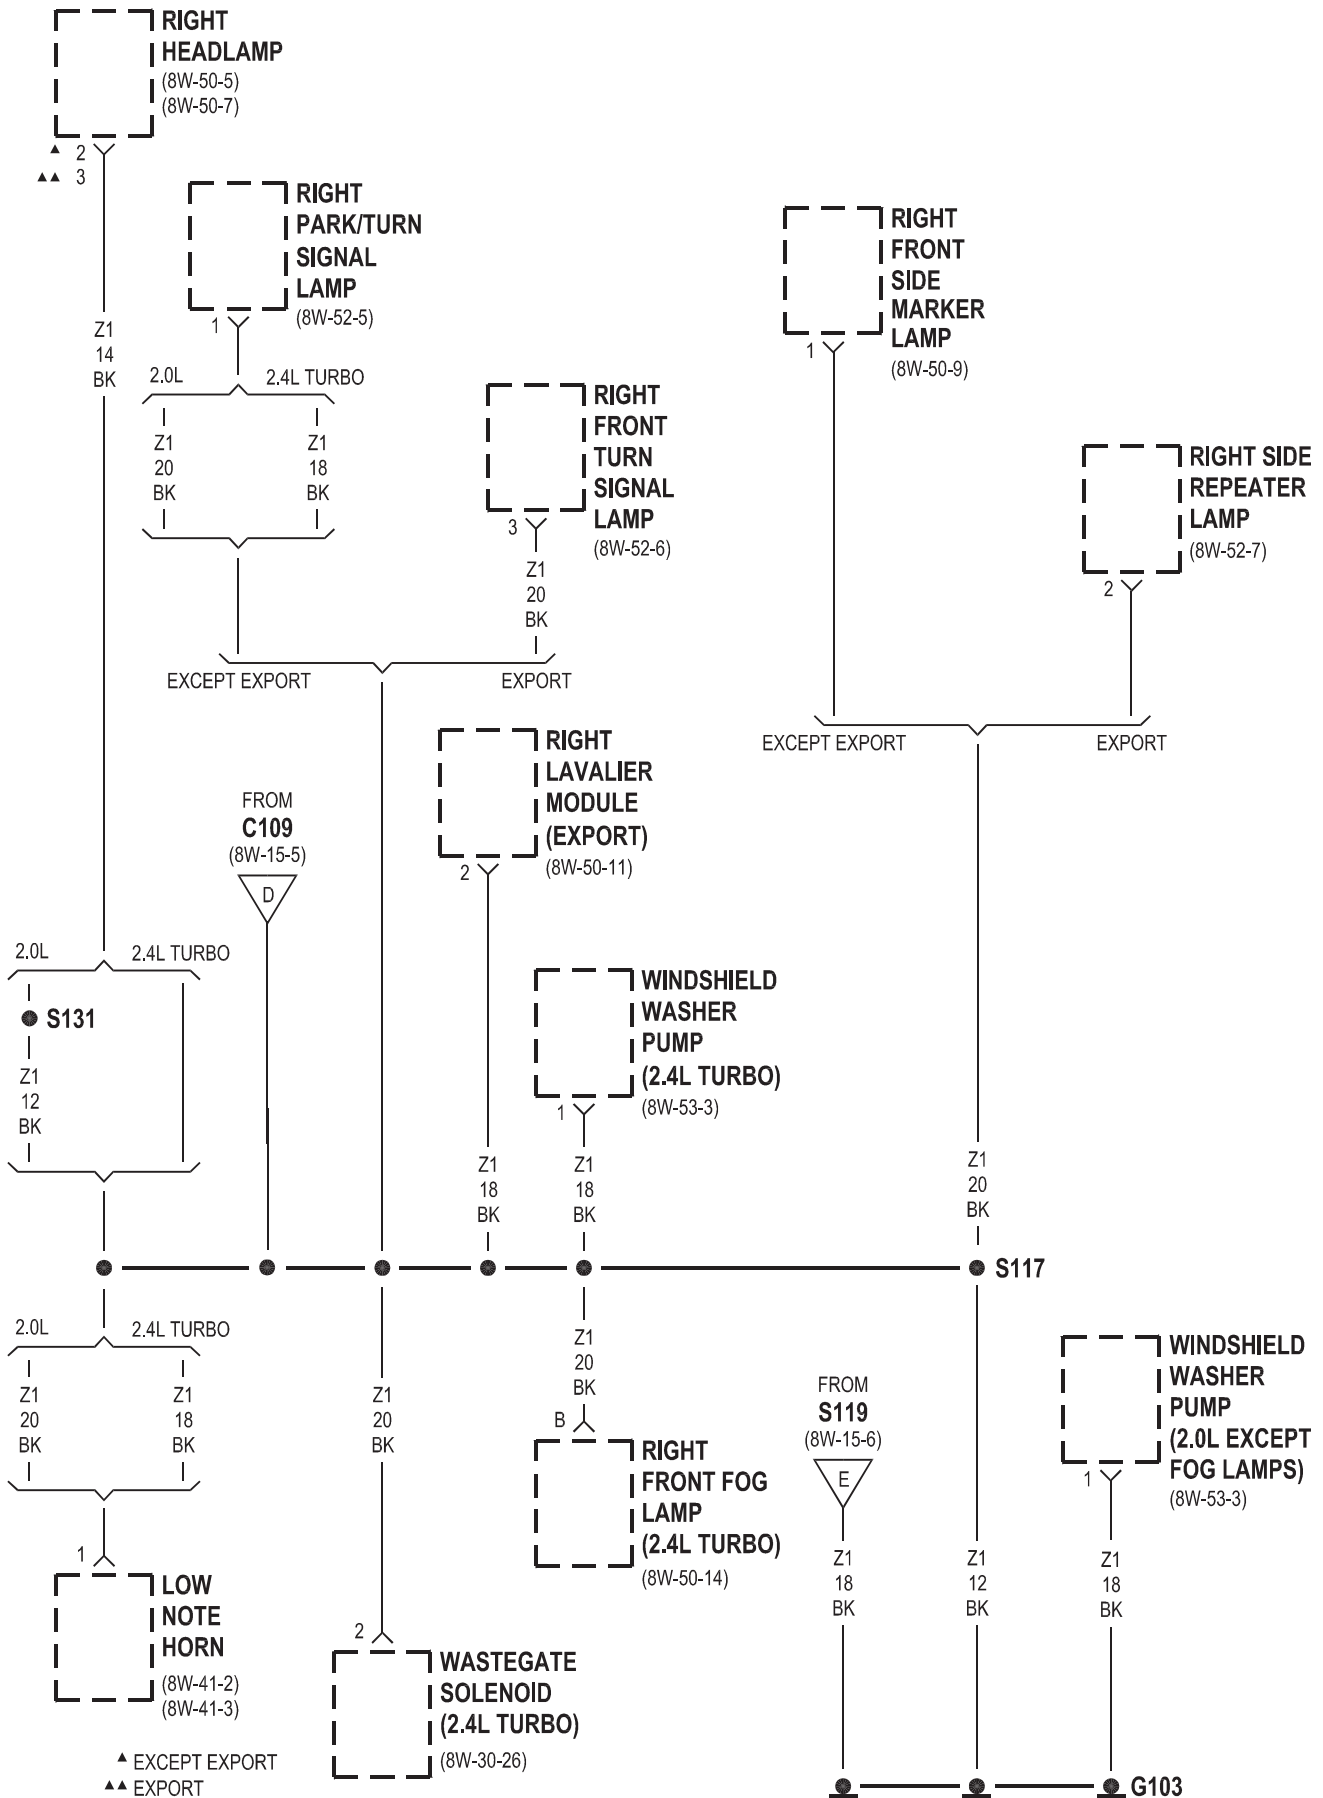 RIGHT
HEADLAMP
(8W-50-5)
(8W-50-7)
▲ 2
▲▲ 3
Z1
14
BK
RIGHT
PARK/TURN
SIGNAL
LAMP
(8W-52-5)
1
2.0L
2.4L TURBO
Z1
20
BK
Z1
18
BK
RIGHT
FRONT
TURN
SIGNAL
LAMP
(8W-52-6)
3
Z1
20
BK
EXCEPT EXPORT
EXPORT
RIGHT
FRONT
SIDE
MARKER
LAMP
(8W-50-9)
1
RIGHT SIDE
REPEATER
LAMP
(8W-52-7)
2
EXCEPT EXPORT
EXPORT
RIGHT
LAVALIER
MODULE
(EXPORT)
(8W-50-11)
2
FROM
C109
(8W-15-5)
D
2.0L
2.4L TURBO
S131
Z1
12
BK
WINDSHIELD
WASHER
PUMP
(2.4L TURBO)
(8W-53-3)
1
Z1
18
BK
Z1
18
BK
Z1
20
BK
S117
2.0L
2.4L TURBO
Z1
20
BK
Z1
18
BK
Z1
20
BK
Z1
20
BK
B
RIGHT
FRONT FOG
LAMP
(2.4L TURBO)
(8W-50-14)
FROM
S119
(8W-15-6)
E
WINDSHIELD
WASHER
PUMP
(2.0L EXCEPT
FOG LAMPS)
(8W-53-3)
1
Z1
18
BK
Z1
12
BK
Z1
18
BK
1
LOW
NOTE
HORN
(8W-41-2)
(8W-41-3)
2
WASTEGATE
SOLENOID
(2.4L TURBO)
(8W-30-26)
▲ EXCEPT EXPORT
▲▲ EXPORT
G103